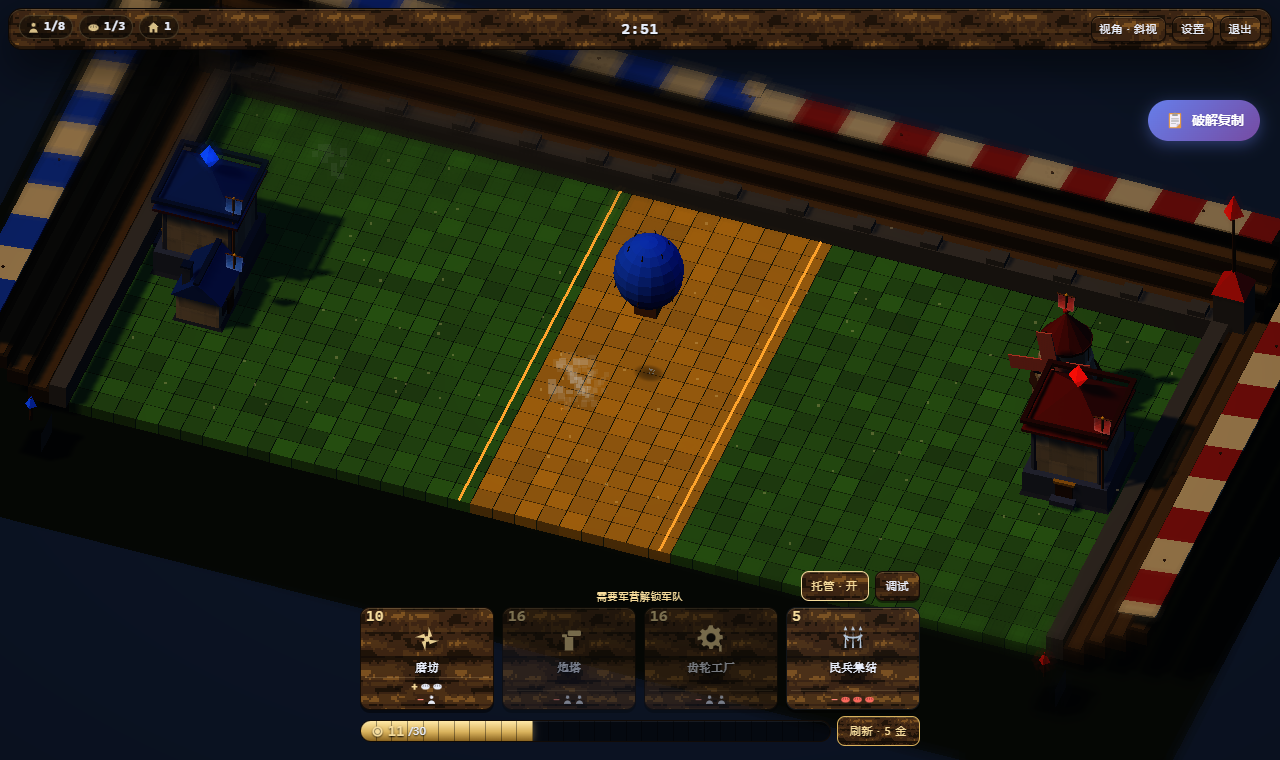 1/8
1/3
1
2:51
视角 · 斜视
设置
退出
破解复制
托管 · 开
调试
需要军营解锁军队
10
磨坊
16
炮塔
16
齿轮工厂
5
民兵集结
11/30
刷新 · 5 金